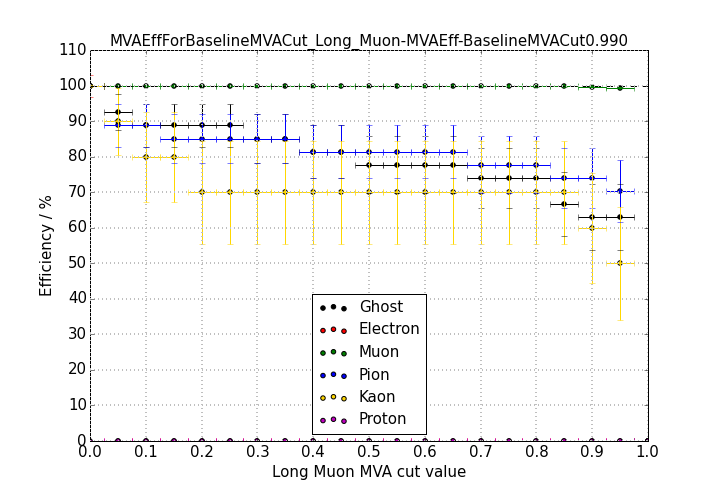 MVAEffForBaselineMVACut_Long_Muon-MVAEff-BaselineMVACut0.990
110
100
90
80
70
60
50
40
30
20
10
0
Efficiency / %
Ghost
Electron
Muon
Pion
Kaon
Proton
0.0 0.1 0.2 0.3 0.4 0.5 0.6 0.7 0.8 0.9 1.0
Long Muon MVA cut value